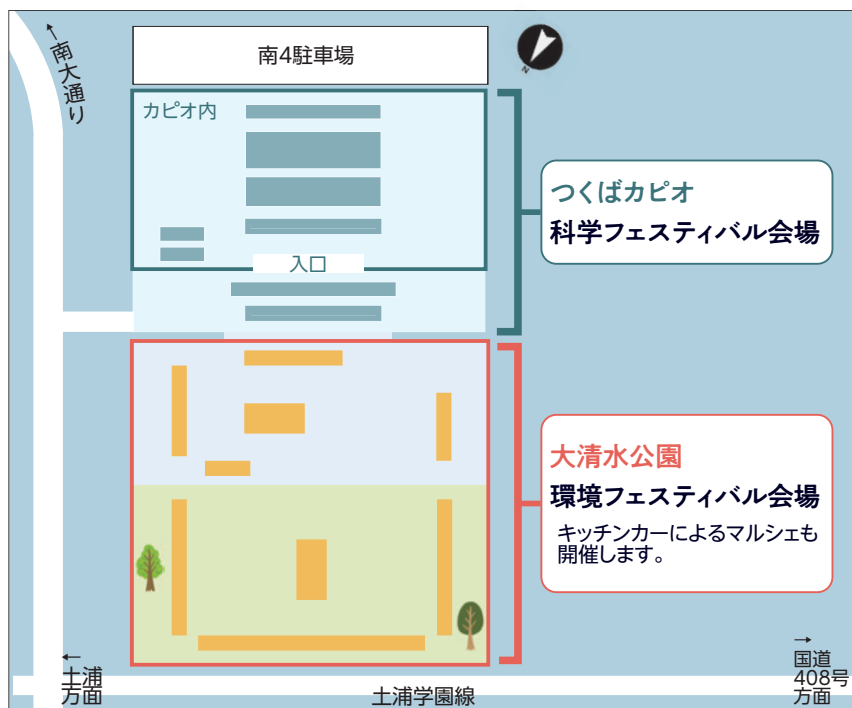 ↑
南大通り
南4駐車場
N
カピオ内
入口
つくばカピオ
科学フェスティバル会場
大清水公園
環境フェスティバル会場
キッチンカーによるマルシェも
開催します。
←
土浦
方面
土浦学園線
→
国道
408号
方面